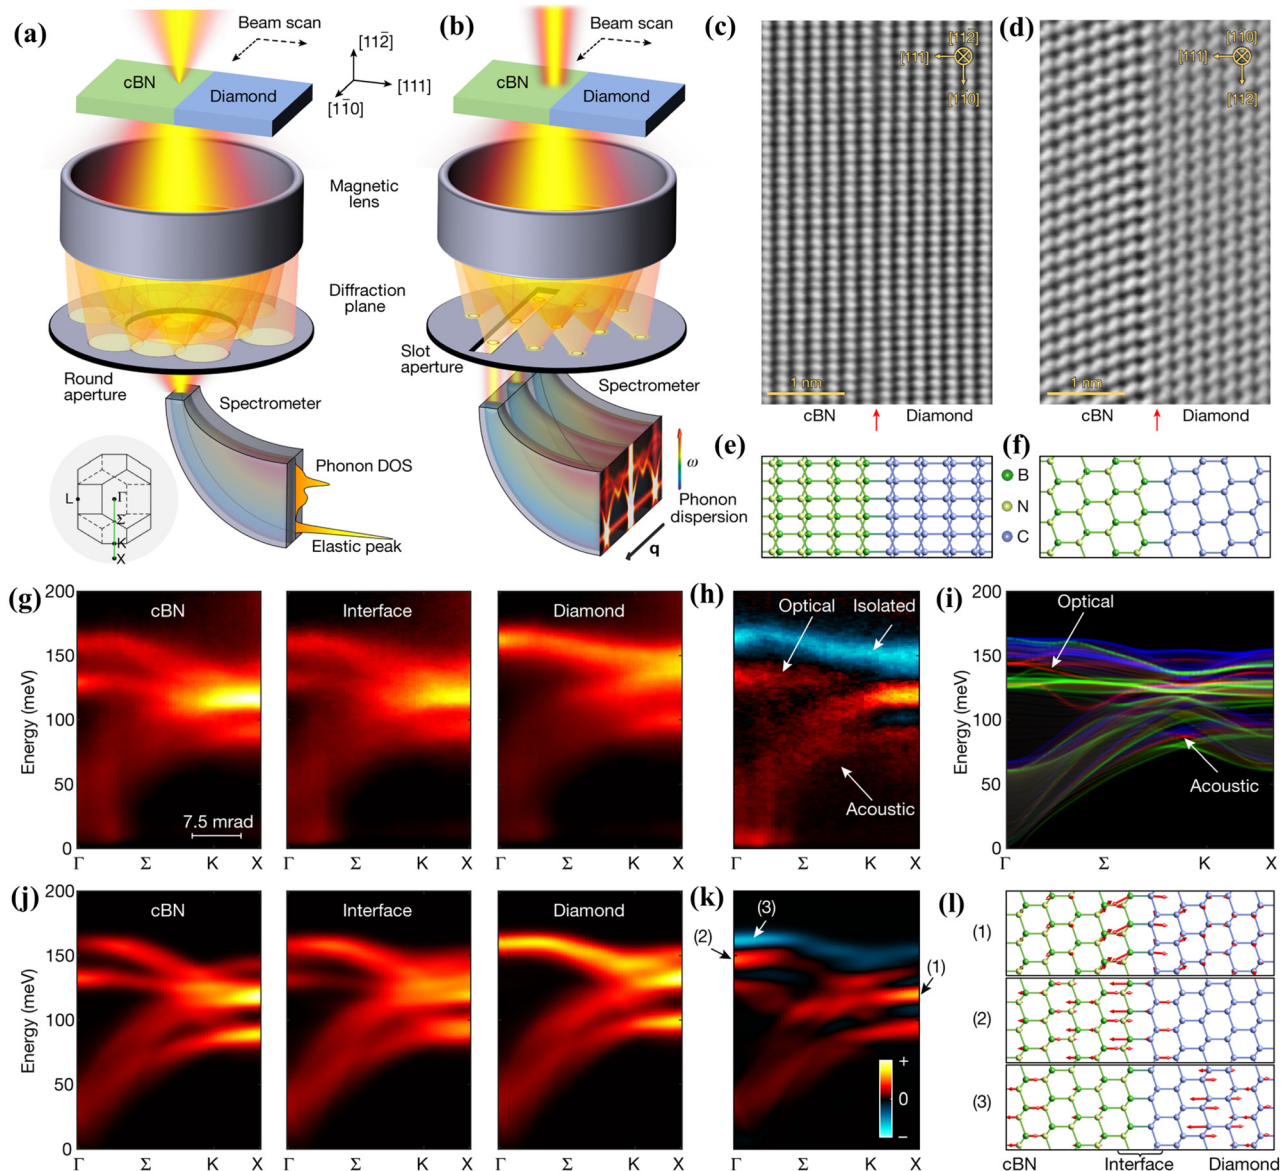 (a)
Beam scan
cBN
Diamond
[112̄]
[111]
[11̄0]
Magnetic
lens
Diffraction
plane
Round
aperture
Spectrometer
Phonon DOS
Elastic peak
L
Γ
Σ
K
X
(b)
Beam scan
cBN
Diamond
Slot
aperture
Spectrometer
ω
Phonon
dispersion
q
(c)
[112̄]
[111]
[11̄0]
1 nm
cBN
Diamond
(d)
[11̄0]
[111]
[112̄]
1 nm
cBN
Diamond
(e)
(f)
B
N
C
(g)
Energy (meV)
200
150
100
50
0
cBN
7.5 mrad
Γ Σ K X
Interface
Γ Σ K X
Diamond
Γ Σ K X
(h)
Optical
Isolated
Acoustic
Γ Σ K X
(i)
Energy (meV)
200
150
100
50
0
Optical
Acoustic
Γ Σ K X
(j)
Energy (meV)
200
150
100
50
0
cBN
Γ Σ K X
Interface
Γ Σ K X
Diamond
Γ Σ K X
(k)
(3)
(2)
(1)
+
0
−
Γ Σ K X
(l)
(1)
(2)
(3)
cBN
Interface
Diamond